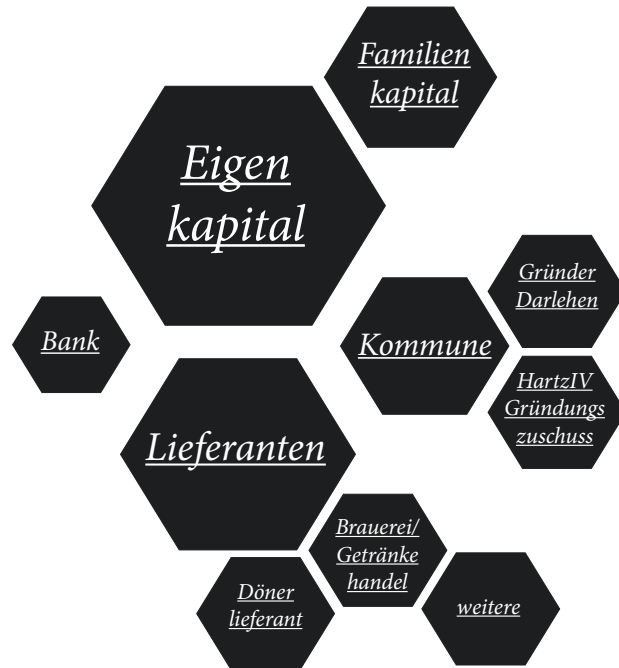 Familien
kapital
Eigen
kapital
Gründer
Darlehen
Bank
Kommune
HartzIV
Gründungs
zuschuss
Lieferanten
Brauerei/
Getränke
handel
Döner
lieferant
weitere